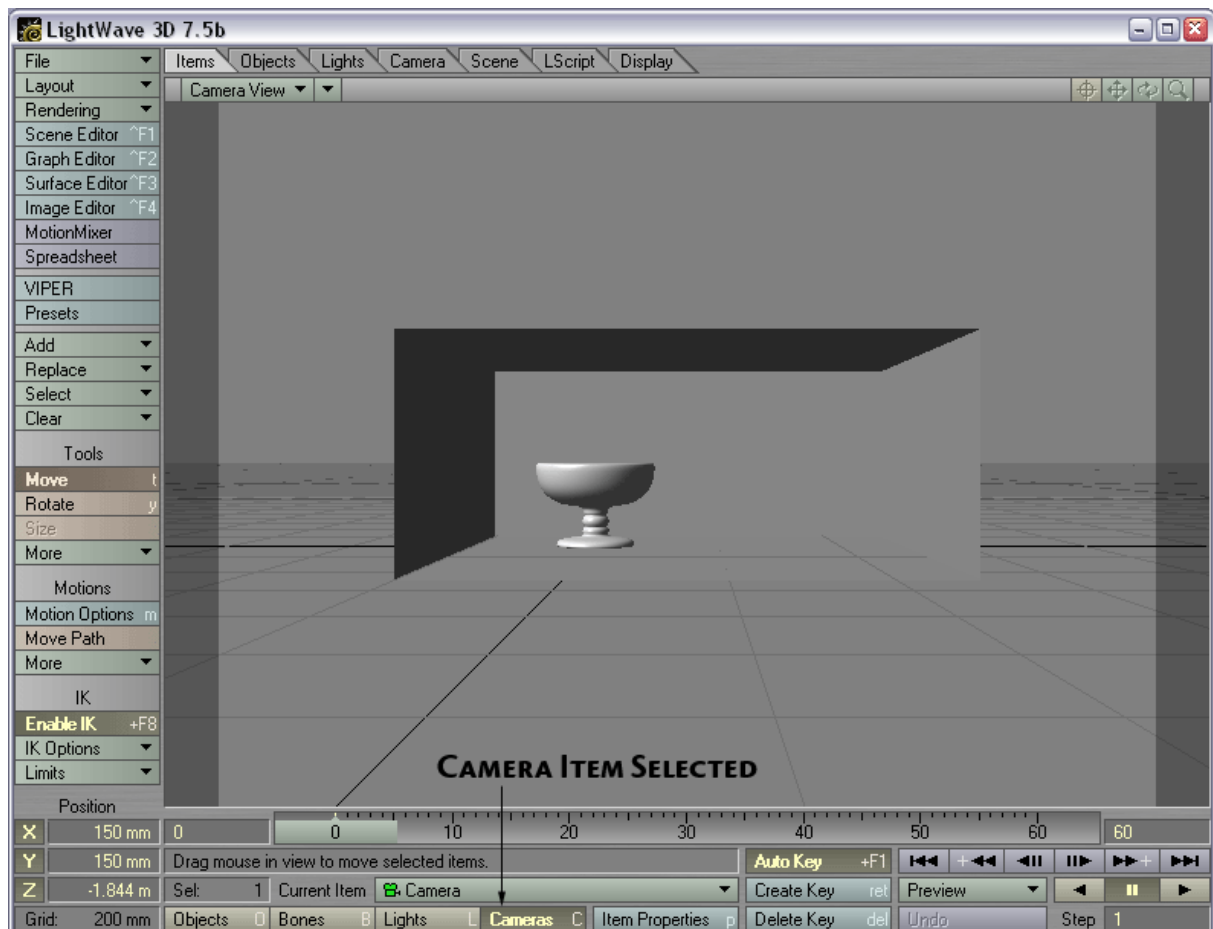 LightWave 3D 7.5b
File
Items Objects Lights Camera Scene LScript Display
Layout
Camera View
Rendering
Scene Editor ^F1
Graph Editor ^F2
Surface Editor ^F3
Image Editor ^F4
MotionMixer
Spreadsheet
VIPER
Presets
Add
Replace
Select
Clear
Tools
Move t
Rotate y
Size
More
Motions
Motion Options m
Move Path
More
IK
Enable IK +F8
IK Options
Limits
CAMERA ITEM SELECTED
Position
X 150 mm 0 0 10 20 30 40 50 60 60
Y 150 mm Drag mouse in view to move selected items. Auto Key +F1
Z -1.844 m Sel: 1 Current Item Camera Create Key ret Preview
Grid: 200 mm Objects O Bones B Lights L Cameras C Item Properties p Delete Key del Undo Step 1